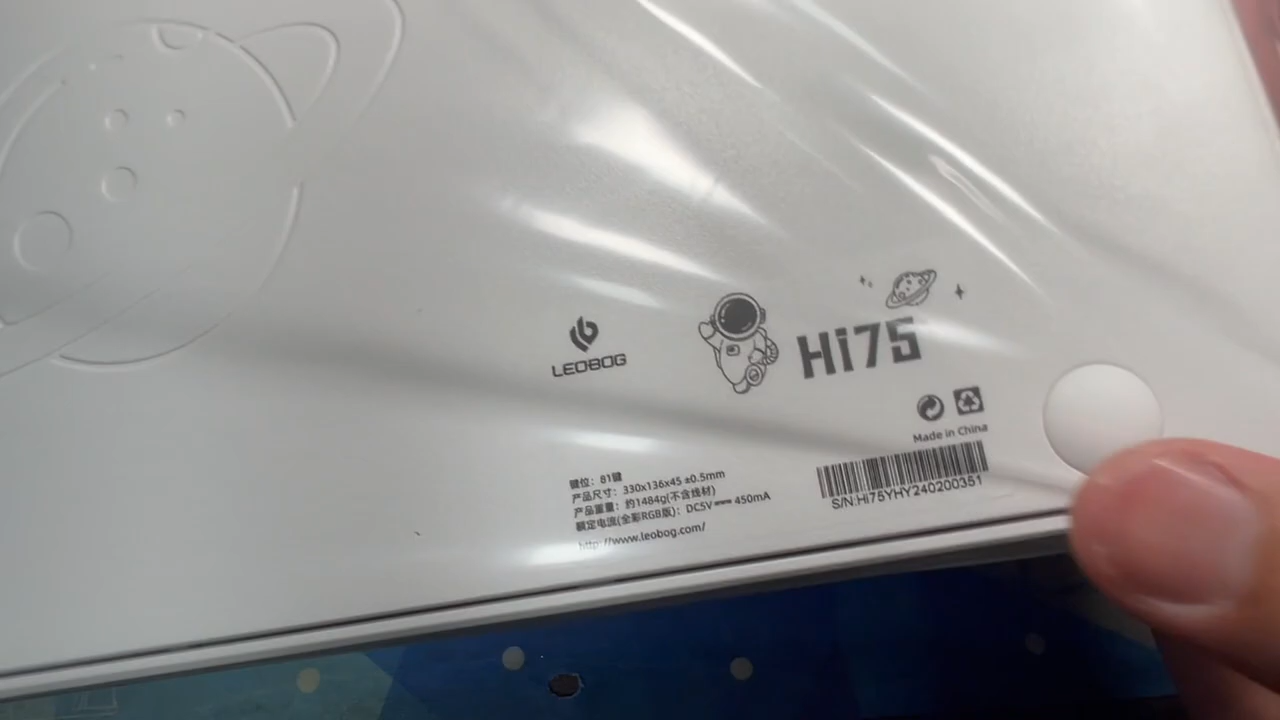 LEOBOG
Hi75
Made in China
S/N:Hi75YHY240200351
键位：81键
产品尺寸：330x136x45 ±0.5mm
产品重量：约1484g(不含线材)
额定电流(全彩RGB版)：DC5V⎓450mA
http://www.leobog.com/